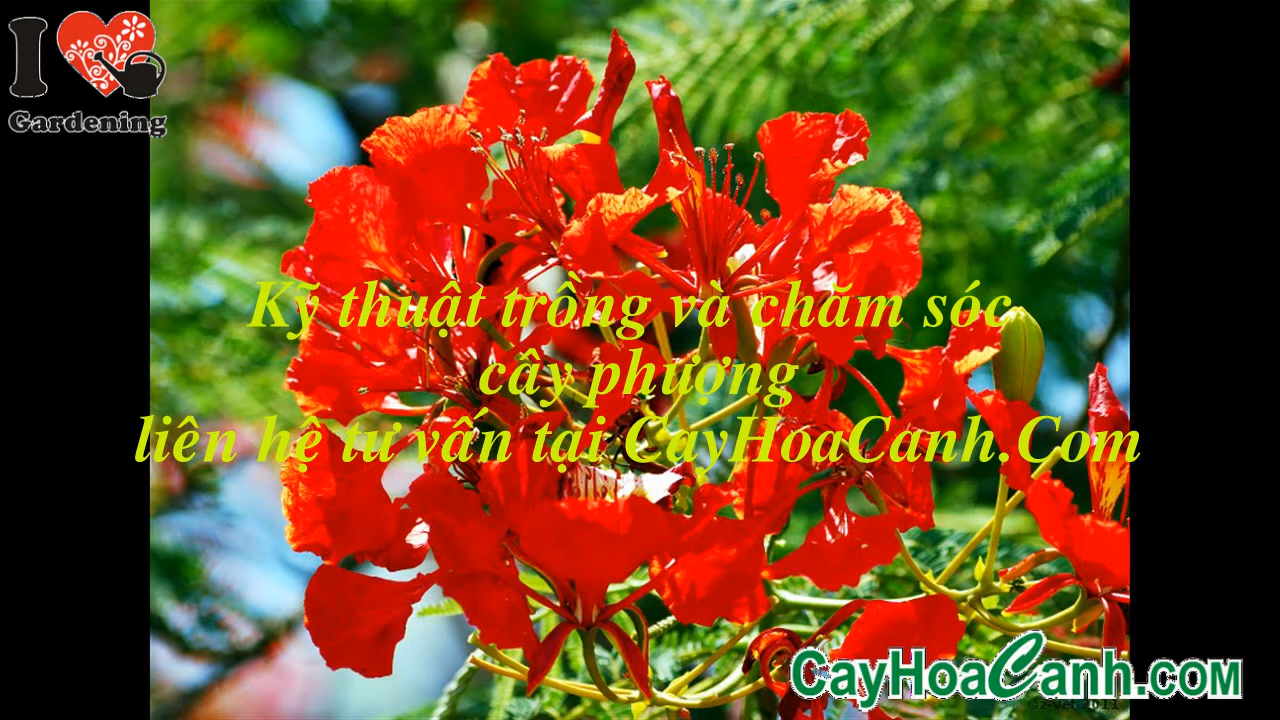 I
Gardening
Kỹ thuật trồng và chăm sóc
cây phượng
liên hệ tư vấn tại CayHoaCanh.Com
CayHoaCanh.com